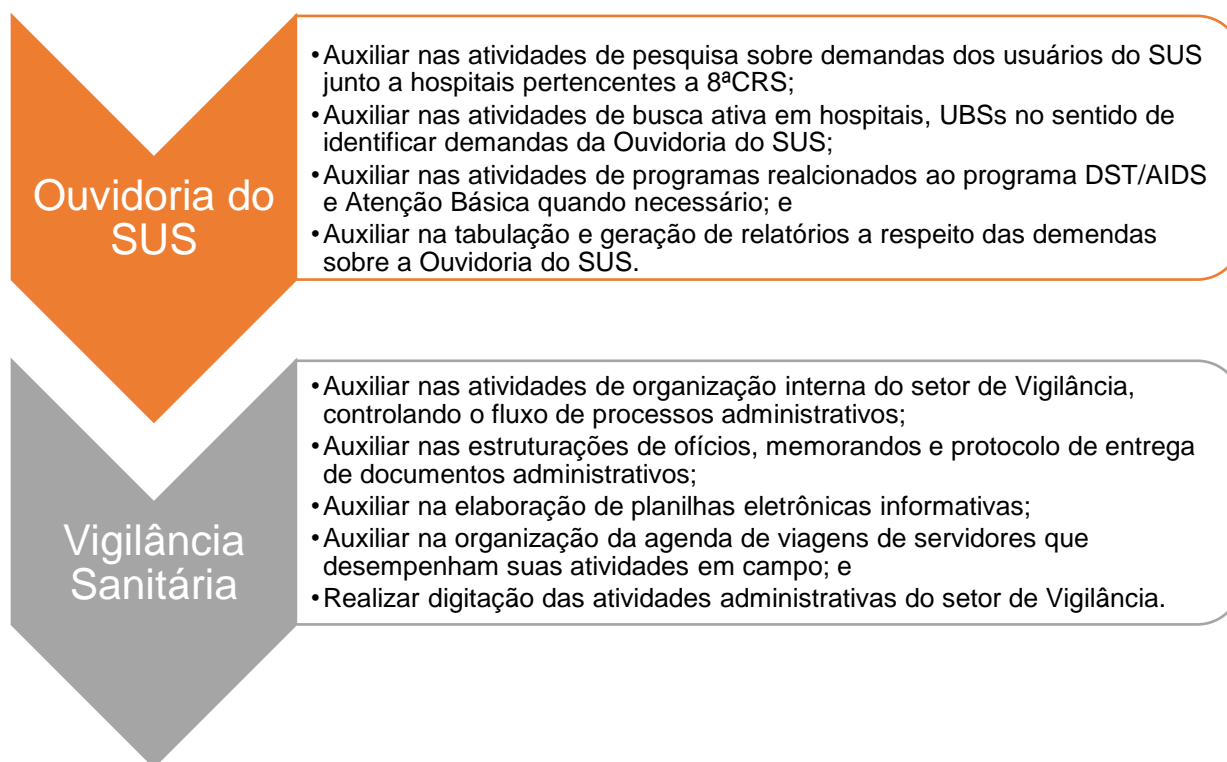 Ouvidoria do
SUS
•Auxiliar nas atividades de pesquisa sobre demandas dos usuários do SUS
junto a hospitais pertencentes a 8ªCRS;
•Auxiliar nas atividades de busca ativa em hospitais, UBSs no sentido de
identificar demandas da Ouvidoria do SUS;
•Auxiliar nas atividades de programas realcionados ao programa DST/AIDS
e Atenção Básica quando necessário; e
•Auxiliar na tabulação e geração de relatórios a respeito das demendas
sobre a Ouvidoria do SUS.
Vigilância
Sanitária
•Auxiliar nas atividades de organização interna do setor de Vigilância,
controlando o fluxo de processos administrativos;
•Auxiliar nas estruturações de ofícios, memorandos e protocolo de entrega
de documentos administrativos;
•Auxiliar na elaboração de planilhas eletrônicas informativas;
•Auxiliar na organização da agenda de viagens de servidores que
desempenham suas atividades em campo; e
•Realizar digitação das atividades administrativas do setor de Vigilância.